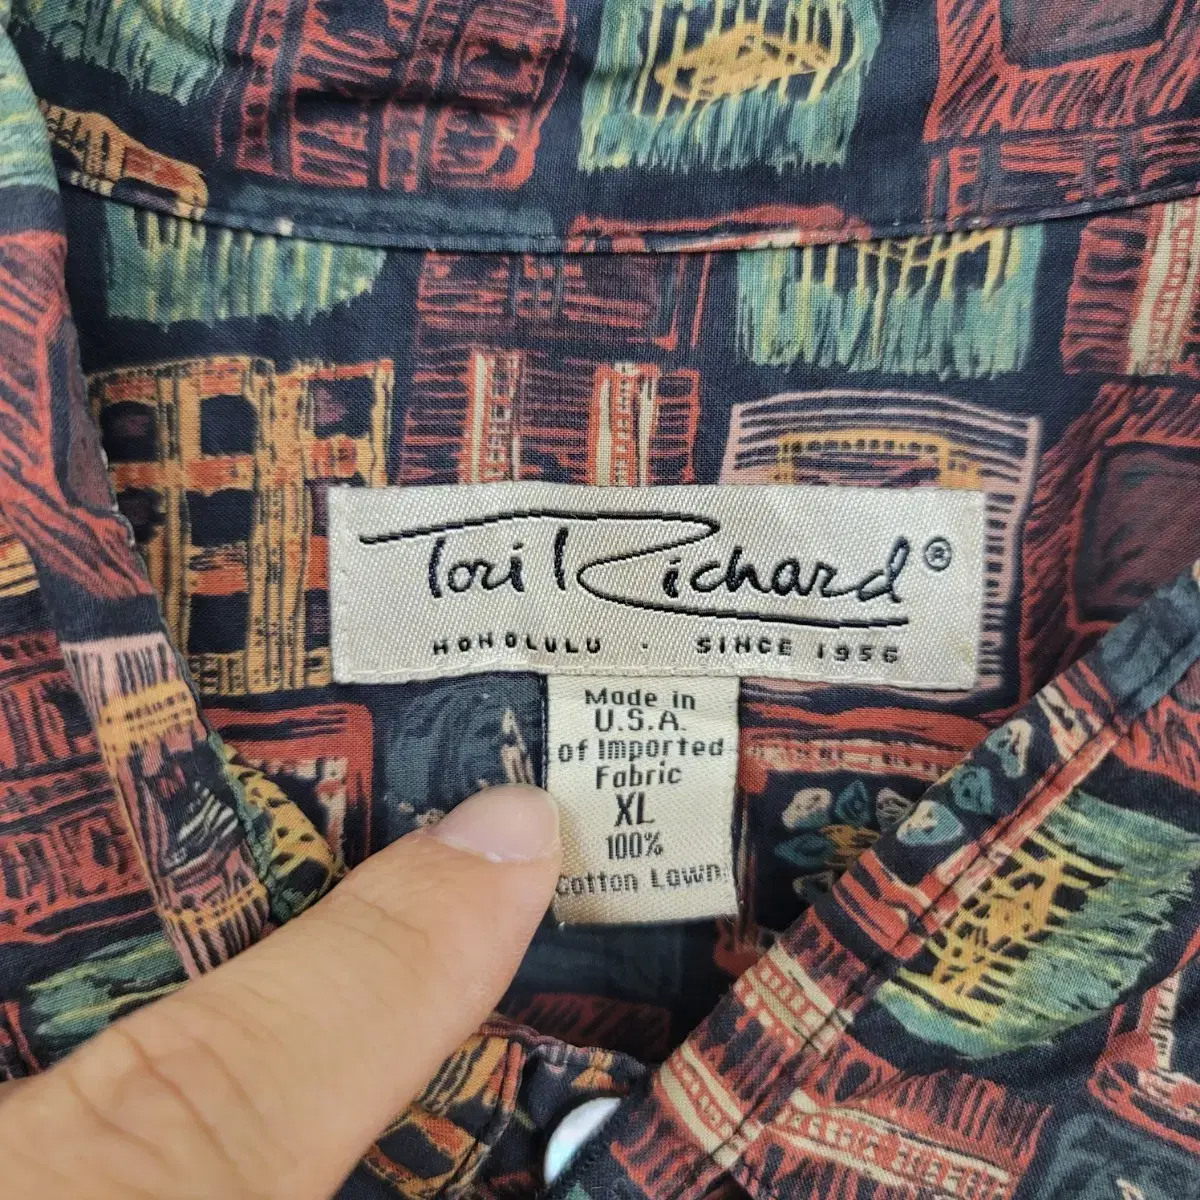 Tori Richard®
HONOLULU · SINCE 1956
Made in
U.S.A.
of Imported
Fabric
XL
100%
Cotton Lawn